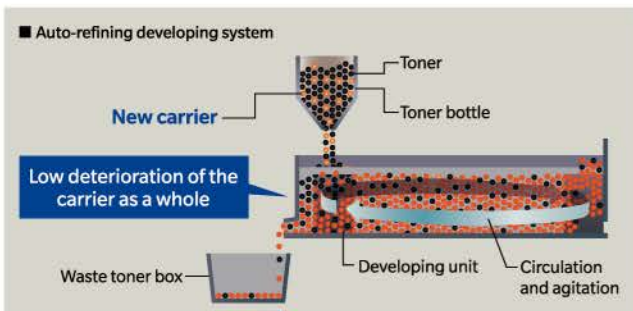 ■ Auto-refining developing system
Toner
New carrier
Toner bottle
Low deterioration of the
carrier as a whole
Waste toner box
Developing unit
Circulation
and agitation